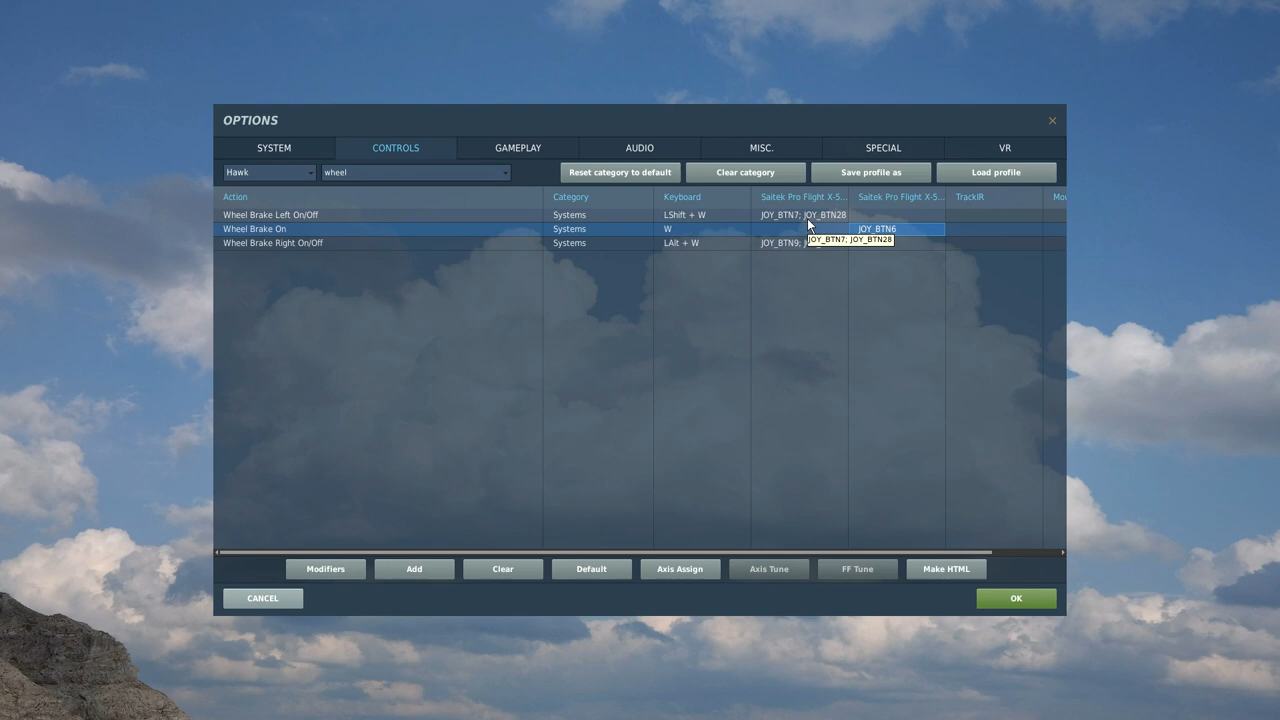 OPTIONS ×
SYSTEM CONTROLS GAMEPLAY AUDIO MISC. SPECIAL VR
Hawk wheel Reset category to default Clear category Save profile as Load profile
Action Category Keyboard Saitek Pro Flight X-5... Saitek Pro Flight X-5... TrackIR Mou
Wheel Brake Left On/Off Systems LShift + W JOY_BTN7; JOY_BTN28
Wheel Brake On Systems W JOY_BTN6
JOY_BTN7; JOY_BTN28
Wheel Brake Right On/Off Systems LAlt + W JOY_BTN9;
Modifiers Add Clear Default Axis Assign Axis Tune FF Tune Make HTML
CANCEL OK